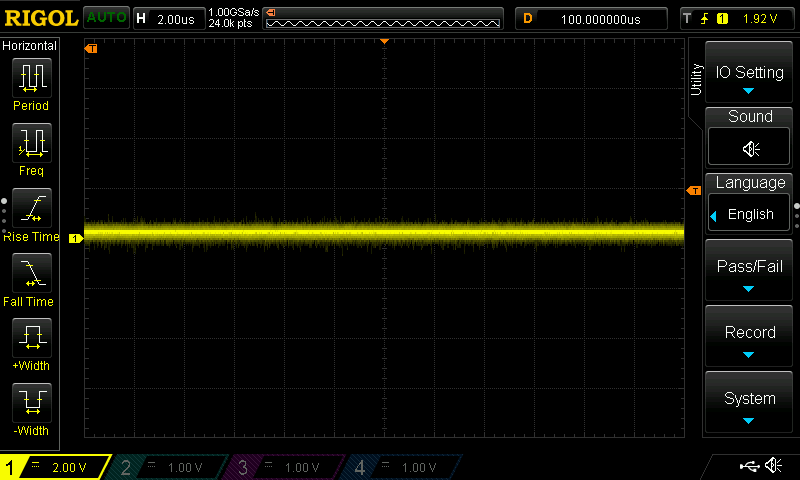 RIGOL AUTO H 2.00us 1.00GSa/s 24.0k pts D 100.000000us T 1 1.92 V
Horizontal
Period
Freq
Rise Time
Fall Time
+Width
-Width
T
T
1
Utility
IO Setting
Sound
Language
English
Pass/Fail
Record
System
1 2.00 V 2 1.00 V 3 1.00 V 4 1.00 V